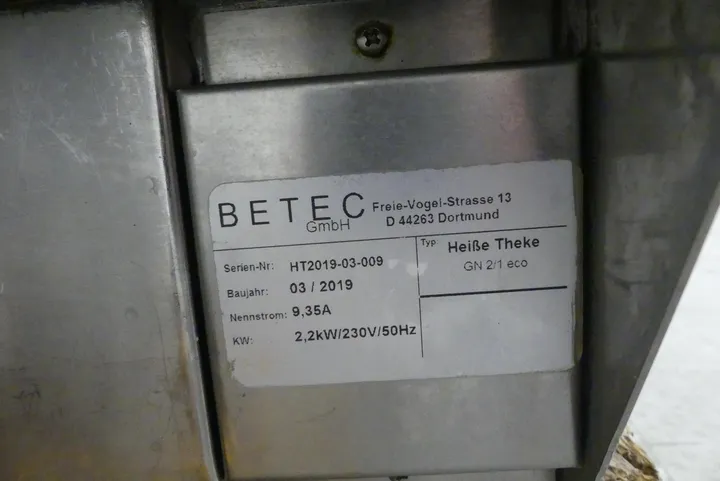 BETEC GmbH
Freie-Vogel-Strasse 13
D 44263 Dortmund
Serien-Nr: HT2019-03-009
Baujahr: 03 / 2019
Nennstrom: 9,35A
KW: 2,2kW/230V/50Hz
Typ Heiße Theke
GN 2/1 eco